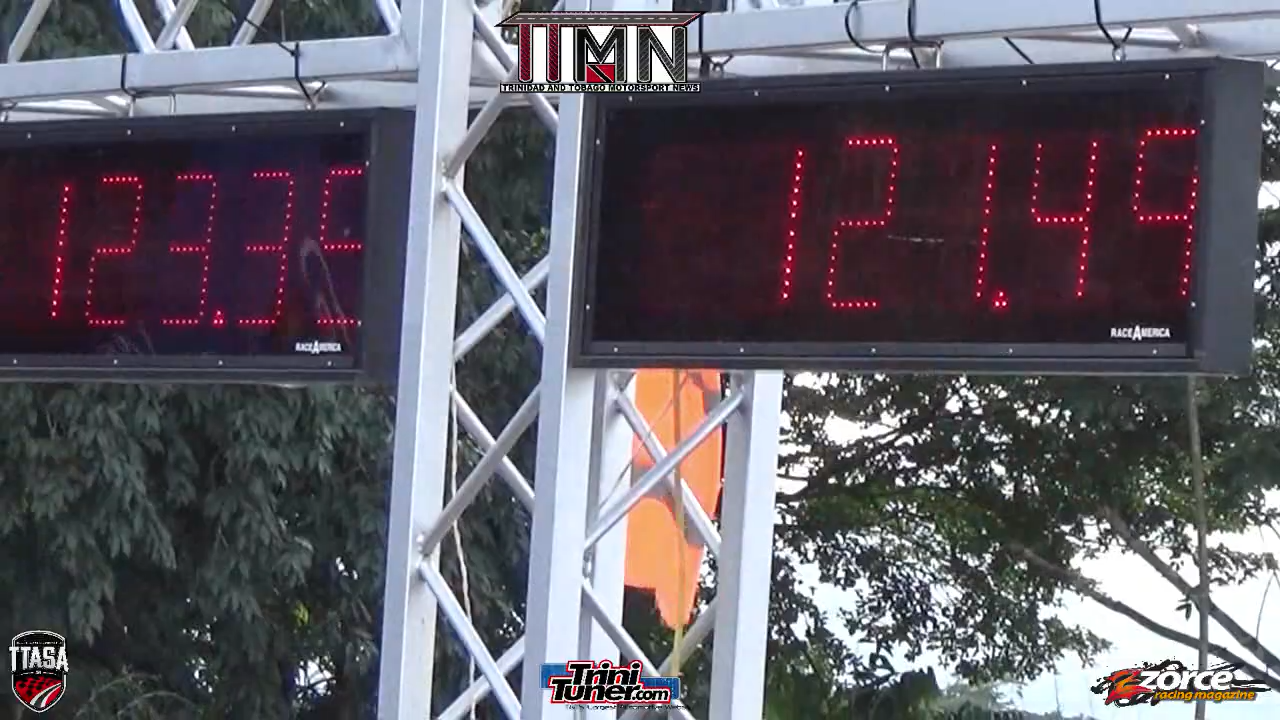 TTMN
TRINIDAD AND TOBAGO MOTORSPORT NEWS
121.49
RACEAMERICA
RACEAMERICA
TTASA
TriniTuner.com
Zorce
racing magazine